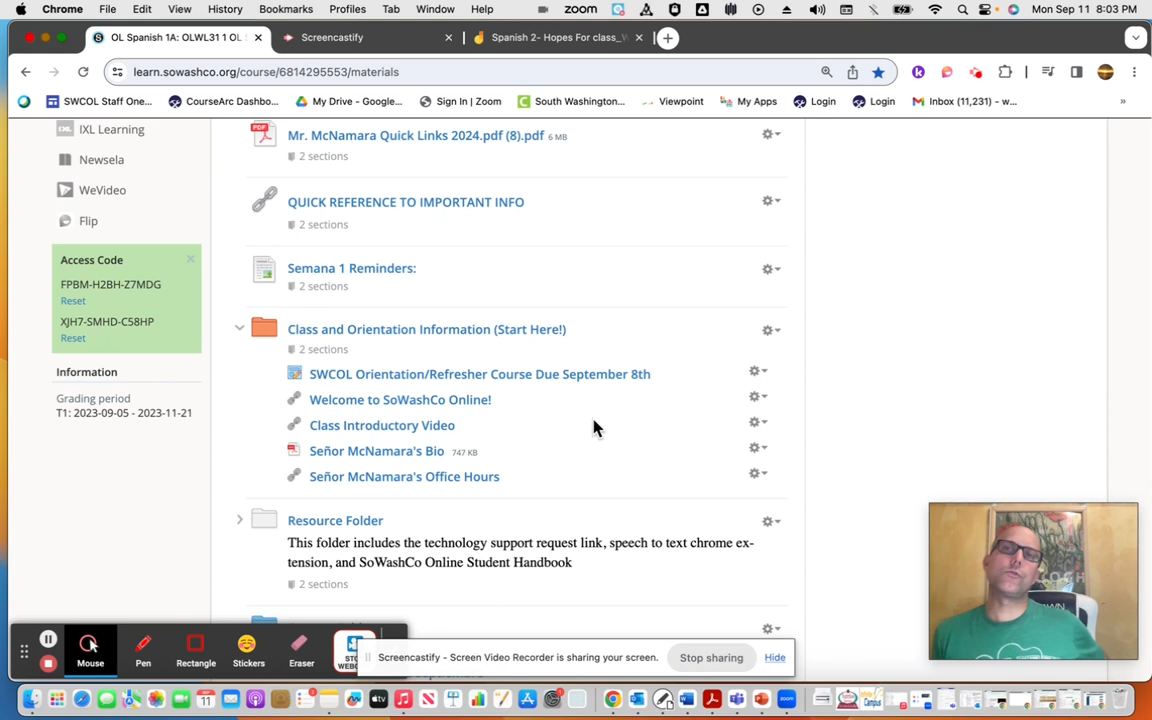 Chrome File Edit View History Bookmarks Profiles Tab Window Help zoom Mon Sep 11 8:03 PM
OL Spanish 1A: OLWL31 1 OL Screencastify Spanish 2- Hopes For class_
learn.sowashco.org/course/6814295553/materials
SWCOL Staff One... CourseArc Dashbo... My Drive - Google... Sign In | Zoom South Washington... Viewpoint My Apps Login Login Inbox (11,231) - w... »
IXL Learning
Newsela
WeVideo
Flip
Access Code
FPBM-H2BH-Z7MDG
Reset
XJH7-SMHD-C58HP
Reset
Information
Grading period
T1: 2023-09-05 - 2023-11-21
PDF
Mr. McNamara Quick Links 2024.pdf (8).pdf 6 MB
2 sections
QUICK REFERENCE TO IMPORTANT INFO
2 sections
Semana 1 Reminders:
2 sections
Class and Orientation Information (Start Here!)
2 sections
SWCOL Orientation/Refresher Course Due September 8th
Welcome to SoWashCo Online!
Class Introductory Video
Señor McNamara's Bio 747 KB
Señor McNamara's Office Hours
Resource Folder
This folder includes the technology support request link, speech to text chrome ex-
tension, and SoWashCo Online Student Handbook
2 sections
Mouse Pen Rectangle Stickers Eraser
Screencastify - Screen Video Recorder is sharing your screen. Stop sharing Hide